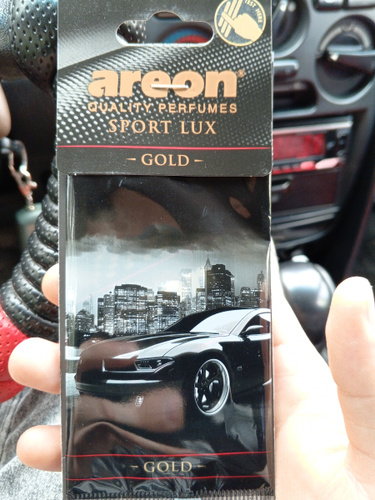 areon®
QUALITY PERFUMES
SPORT LUX
– GOLD –
– GOLD –